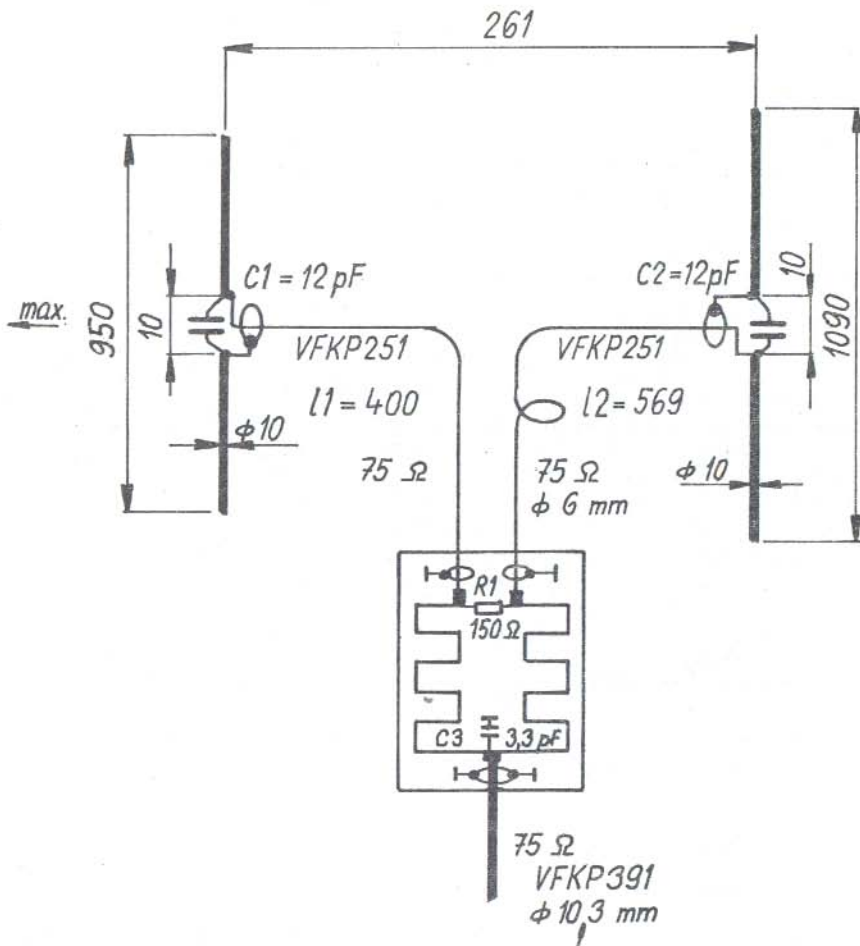 261
C1 = 12 pF
C2 = 12pF
10
max.
950
10
VFKP251
VFKP251
1090
l1 = 400
l2 = 569
ϕ10
75 Ω
75 Ω
ϕ 6 mm
ϕ 10
R1
150 Ω
C3
3,3 pF
75 Ω
VFKP391
ϕ 10,3 mm